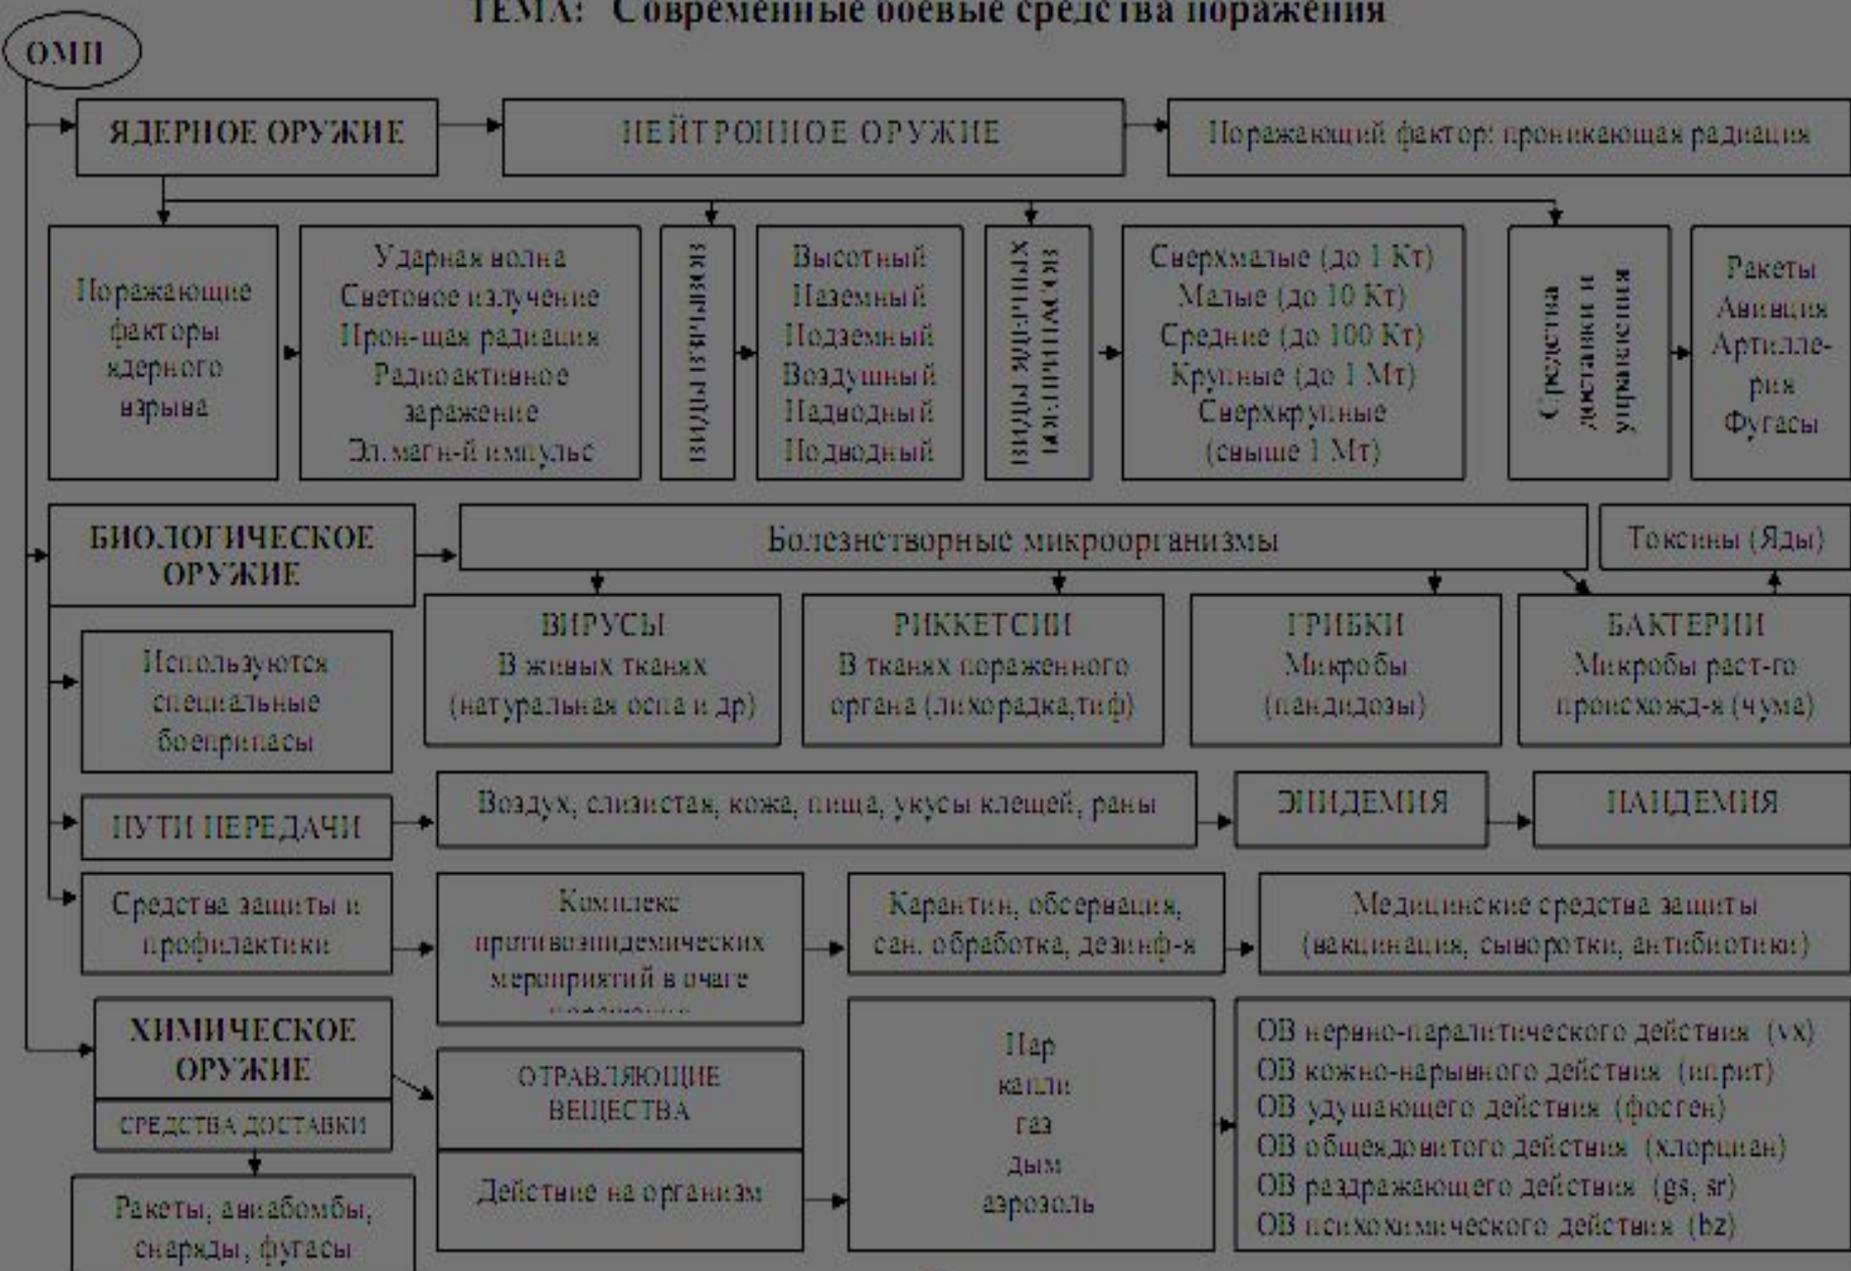 ТЕМА: Современные боевые средства поражения
ОМП
ЯДЕРНОЕ ОРУЖИЕ
НЕЙТРОННОЕ ОРУЖИЕ
Поражающий фактор: проникающая радиация
Поражающие
факторы
ядерного
взрыва
Ударная волна
Световое излучение
Прон-щая радиация
Радиоактивное
заражение
Эл.магн-й импульс
ВИДЫ ВЗРЫВОВ
Высотный
Наземный
Подземный
Воздушный
Надводный
Подводный
ВИДЫ ЯДЕРНЫХ
БОЕПРИПАСОВ
Сверхмалые (до 1 Кт)
Малые (до 10 Кт)
Средние (до 100 Кт)
Крупные (до 1 Мт)
Сверхкрупные
(свыше 1 Мт)
Средства
доставки и
управления
Ракеты
Авивция
Артилле-
рия
Фугасы
БИОЛОГИЧЕСКОЕ
ОРУЖИЕ
Болезнетворные микроорганизмы
Токсины (Яды)
ВИРУСЫ
В живых тканях
(натуральная оспа и др)
РИККЕТСИИ
В тканях пораженного
органа (лихорадка,тиф)
ГРИБКИ
Микробы
(пандидозы)
БАКТЕРИИ
Микробы раст-го
происхожд-я (чума)
Используются
специальные
боеприпасы
ПУТИ ПЕРЕДАЧИ
Воздух, слизистая, кожа, пища, укусы клещей, раны
ЭПИДЕМИЯ
ПАНДЕМИЯ
Средства защиты и
профилактики
Комплекс
противоэпидемических
мероприятий в очаге
Карантин, обсервация,
сан. обработка, дезинф-я
Медицинские средства защиты
(вакцинация, сыворотки, антибиотики)
ХИМИЧЕСКОЕ
ОРУЖИЕ
СРЕДСТВА ДОСТАВКИ
Ракеты, авиабомбы,
снаряды, фугасы
ОТРАВЛЯЮЩИЕ
ВЕЩЕСТВА
Действие на организм
Пар
капли
газ
дым
аэрозоль
ОВ нервно-паралитического действия (vx)
ОВ кожно-нарывного действия (иприт)
ОВ удушающего действия (фосген)
ОВ общеядовитого действия (хлорциан)
ОВ раздражающего действия (gs, sr)
ОВ психохимического действия (bz)